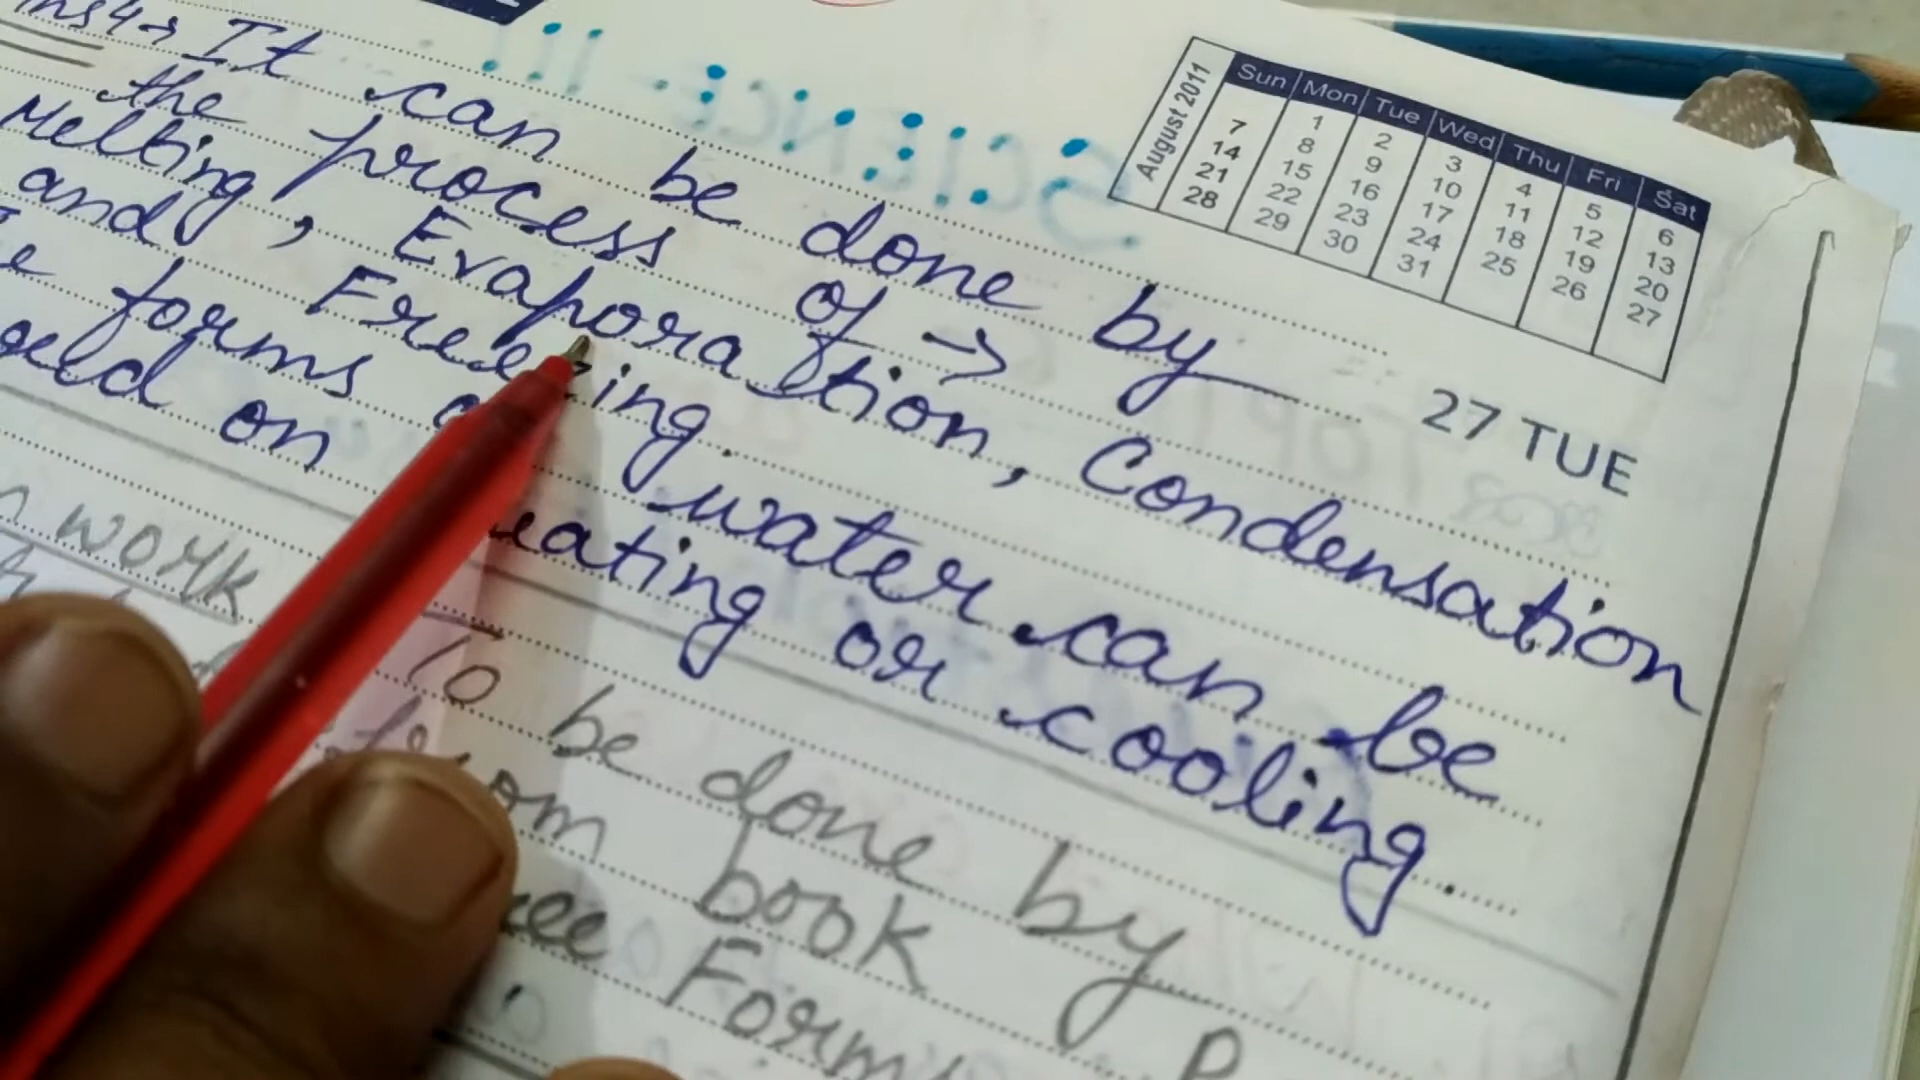 Ans4→ It can be done by
the process of →
Melting, Evaporation, Condensation
and Freezing.
forms water can be
on eating or cooling.
work To be done by
from book P
Form
SCIENCE-III
August 2011
Sun Mon Tue Wed Thu Fri Sat
1 2 3 4 5 6
7 8 9 10 11 12 13
14 15 16 17 18 19 20
21 22 23 24 25 26 27
28 29 30 31
27 TUE